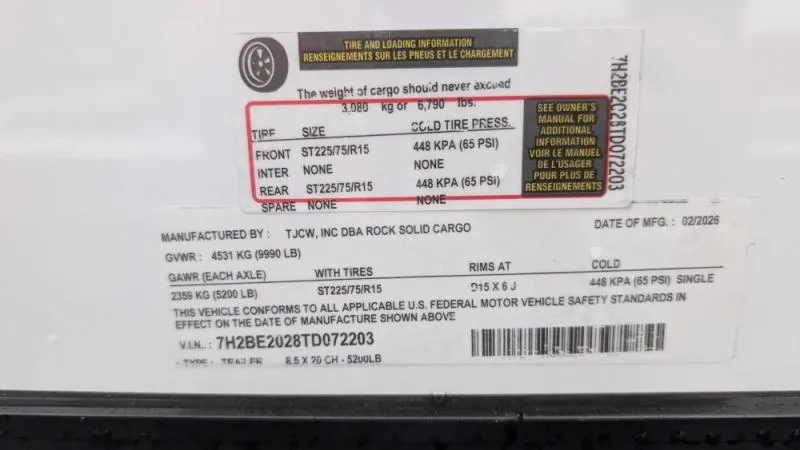 TIRE AND LOADING INFORMATION
RENSEIGNEMENTS SUR LES PNEUS ET LE CHARGEMENT
The weight of cargo should never exceed
3,080 kg or 6,790 lbs.
TIRE SIZE COLD TIRE PRESS.
FRONT ST225/75/R15 448 KPA (65 PSI)
INTER NONE NONE
REAR ST225/75/R15 448 KPA (65 PSI)
SPARE NONE NONE
SEE OWNER'S
MANUAL FOR
ADDITIONAL
INFORMATION
VOIR LE MANUEL
DE L'USAGER
POUR PLUS DE
RENSEIGNEMENTS
7H2BE2028TD072203
MANUFACTURED BY : TJCW, INC DBA ROCK SOLID CARGO DATE OF MFG. : 02/2026
GVWR : 4531 KG (9990 LB)
GAWR (EACH AXLE) WITH TIRES RIMS AT COLD
2359 KG (5200 LB) ST225/75/R15 D15 X 6 J 448 KPA (65 PSI) SINGLE
THIS VEHICLE CONFORMS TO ALL APPLICABLE U.S. FEDERAL MOTOR VEHICLE SAFETY STANDARDS IN
EFFECT ON THE DATE OF MANUFACTURE SHOWN ABOVE
V.I.N.. : 7H2BE2028TD072203
TYPE: TRAILER 8.5 X 20 CH - 5200LB